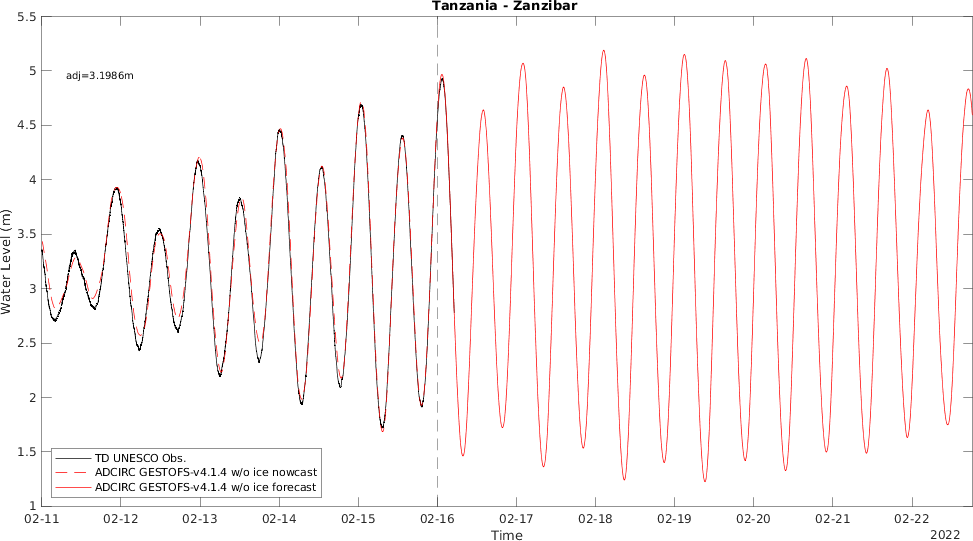 Tanzania - Zanzibar
5.5
5
4.5
4
3.5
3
2.5
2
1.5
1
Water Level (m)
adj=3.1986m
TD UNESCO Obs.
ADCIRC GESTOFS-v4.1.4 w/o ice nowcast
ADCIRC GESTOFS-v4.1.4 w/o ice forecast
02-11 02-12 02-13 02-14 02-15 02-16 02-17 02-18 02-19 02-20 02-21 02-22
Time
2022